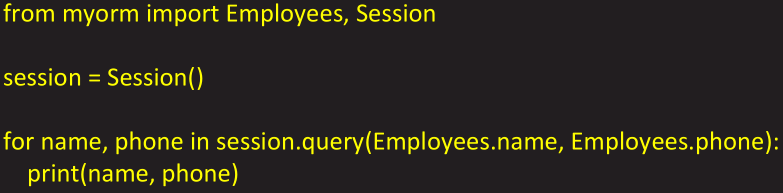 from myorm import Employees, Session
session = Session()
for name, phone in session.query(Employees.name, Employees.phone):
print(name, phone)